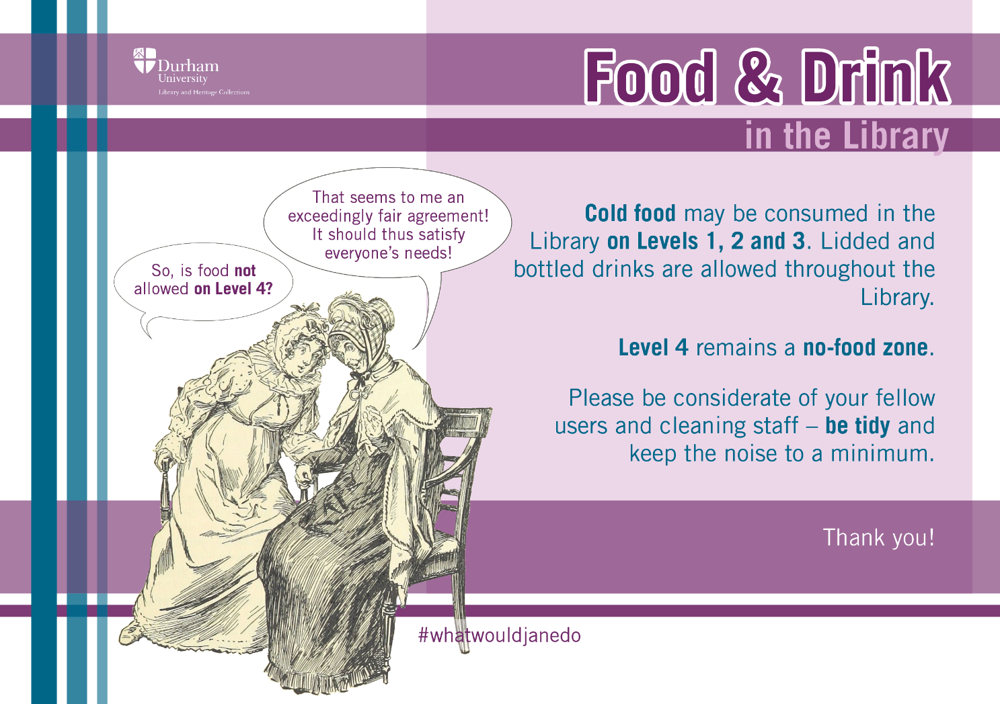 Durham
University
Library and Heritage Collections
Food & Drink
in the Library
That seems to me an
exceedingly fair agreement!
It should thus satisfy
everyone's needs!
So, is food not
allowed on Level 4?
Cold food may be consumed in the
Library on Levels 1, 2 and 3. Lidded and
bottled drinks are allowed throughout the
Library.
Level 4 remains a no-food zone.
Please be considerate of your fellow
users and cleaning staff – be tidy and
keep the noise to a minimum.
Thank you!
#whatwouldjanedo